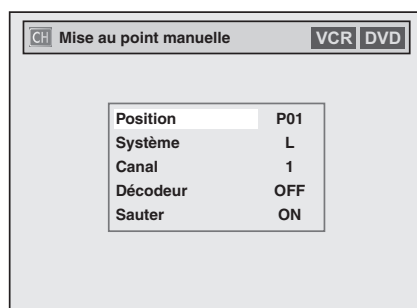 CH Mise au point manuelle VCR DVD
Position P01
Système L
Canal 1
Décodeur OFF
Sauter ON